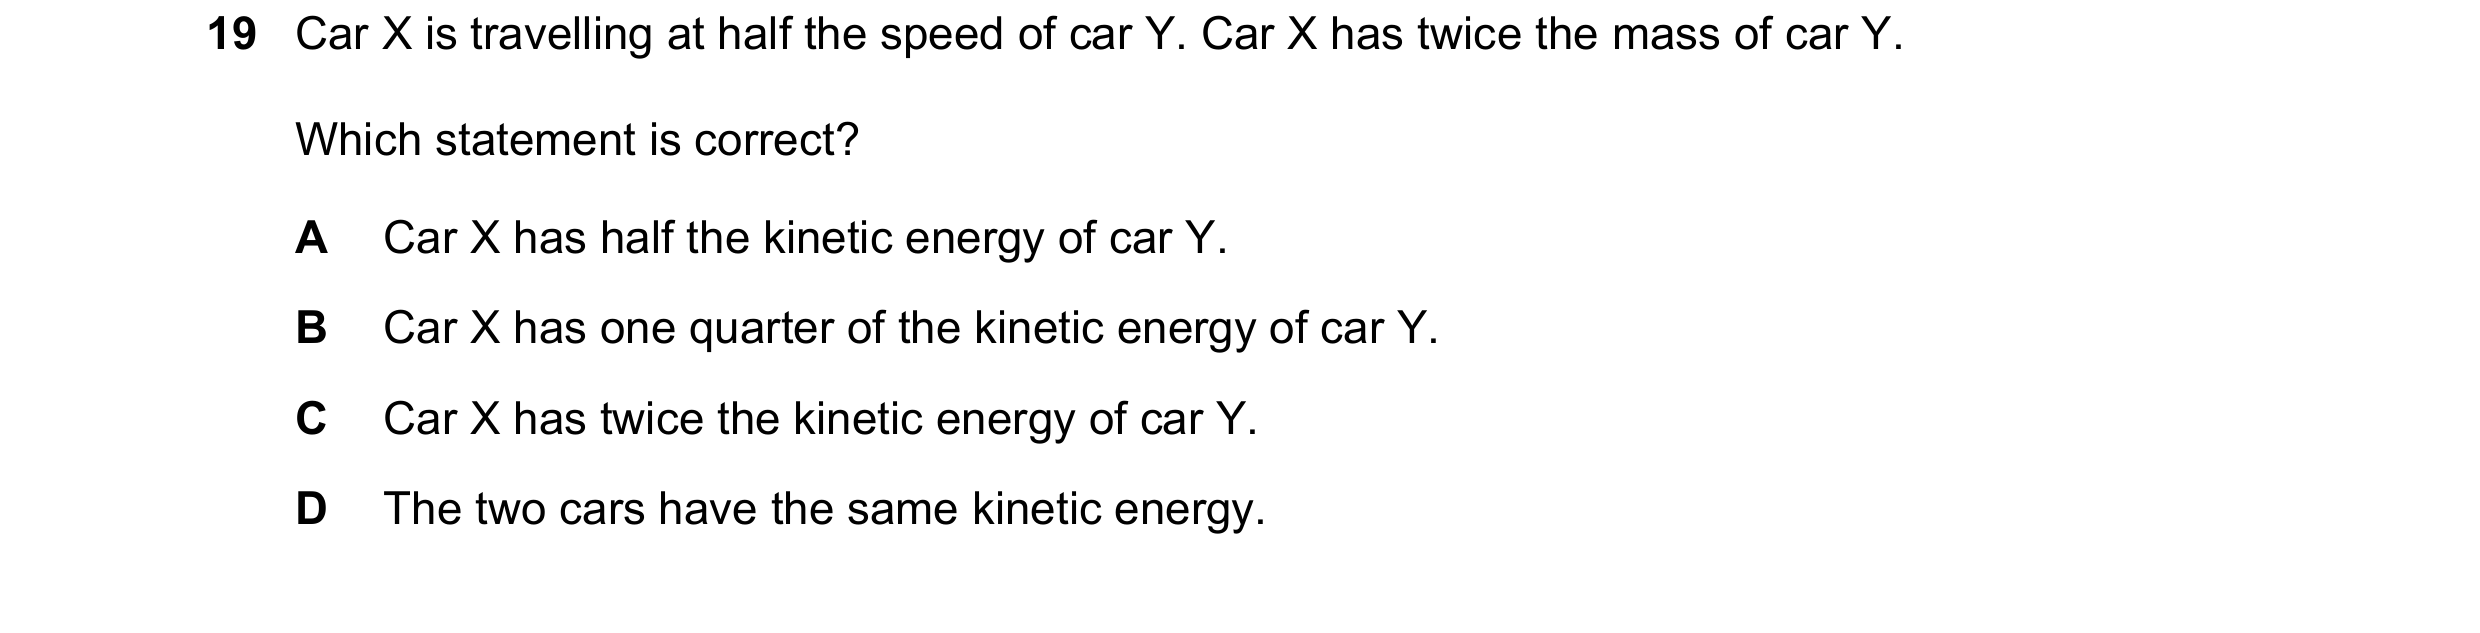 19 Car X is travelling at half the speed of car Y. Car X has twice the mass of car Y.
Which statement is correct?
A Car X has half the kinetic energy of car Y.
B Car X has one quarter of the kinetic energy of car Y.
C Car X has twice the kinetic energy of car Y.
D The two cars have the same kinetic energy.